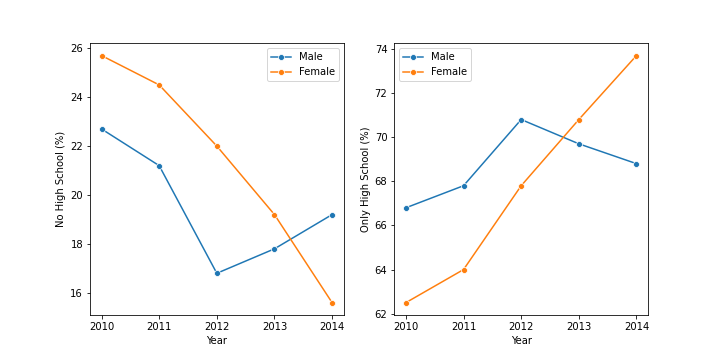 No High School (%)
26
24
22
20
18
16
Male
Female
2010 2011 2012 2013 2014
Year
Only High School (%)
74
72
70
68
66
64
62
Male
Female
2010 2011 2012 2013 2014
Year